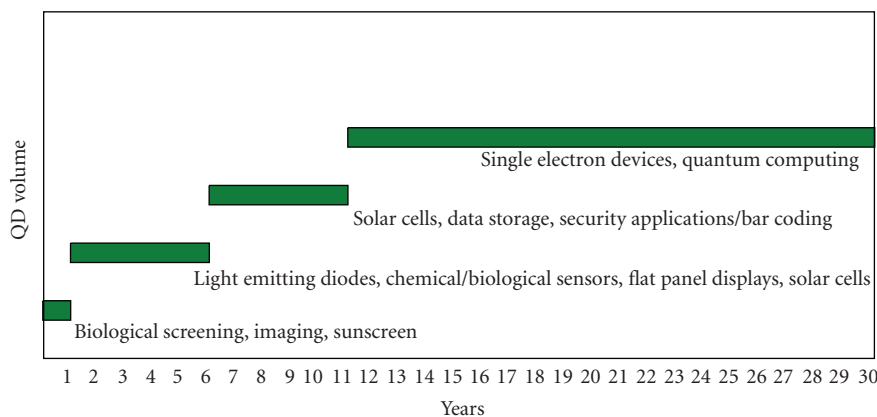 QD volume
Single electron devices, quantum computing
Solar cells, data storage, security applications/bar coding
Light emitting diodes, chemical/biological sensors, flat panel displays, solar cells
Biological screening, imaging, sunscreen
1 2 3 4 5 6 7 8 9 10 11 12 13 14 15 16 17 18 19 20 21 22 23 24 25 26 27 28 29 30
Years